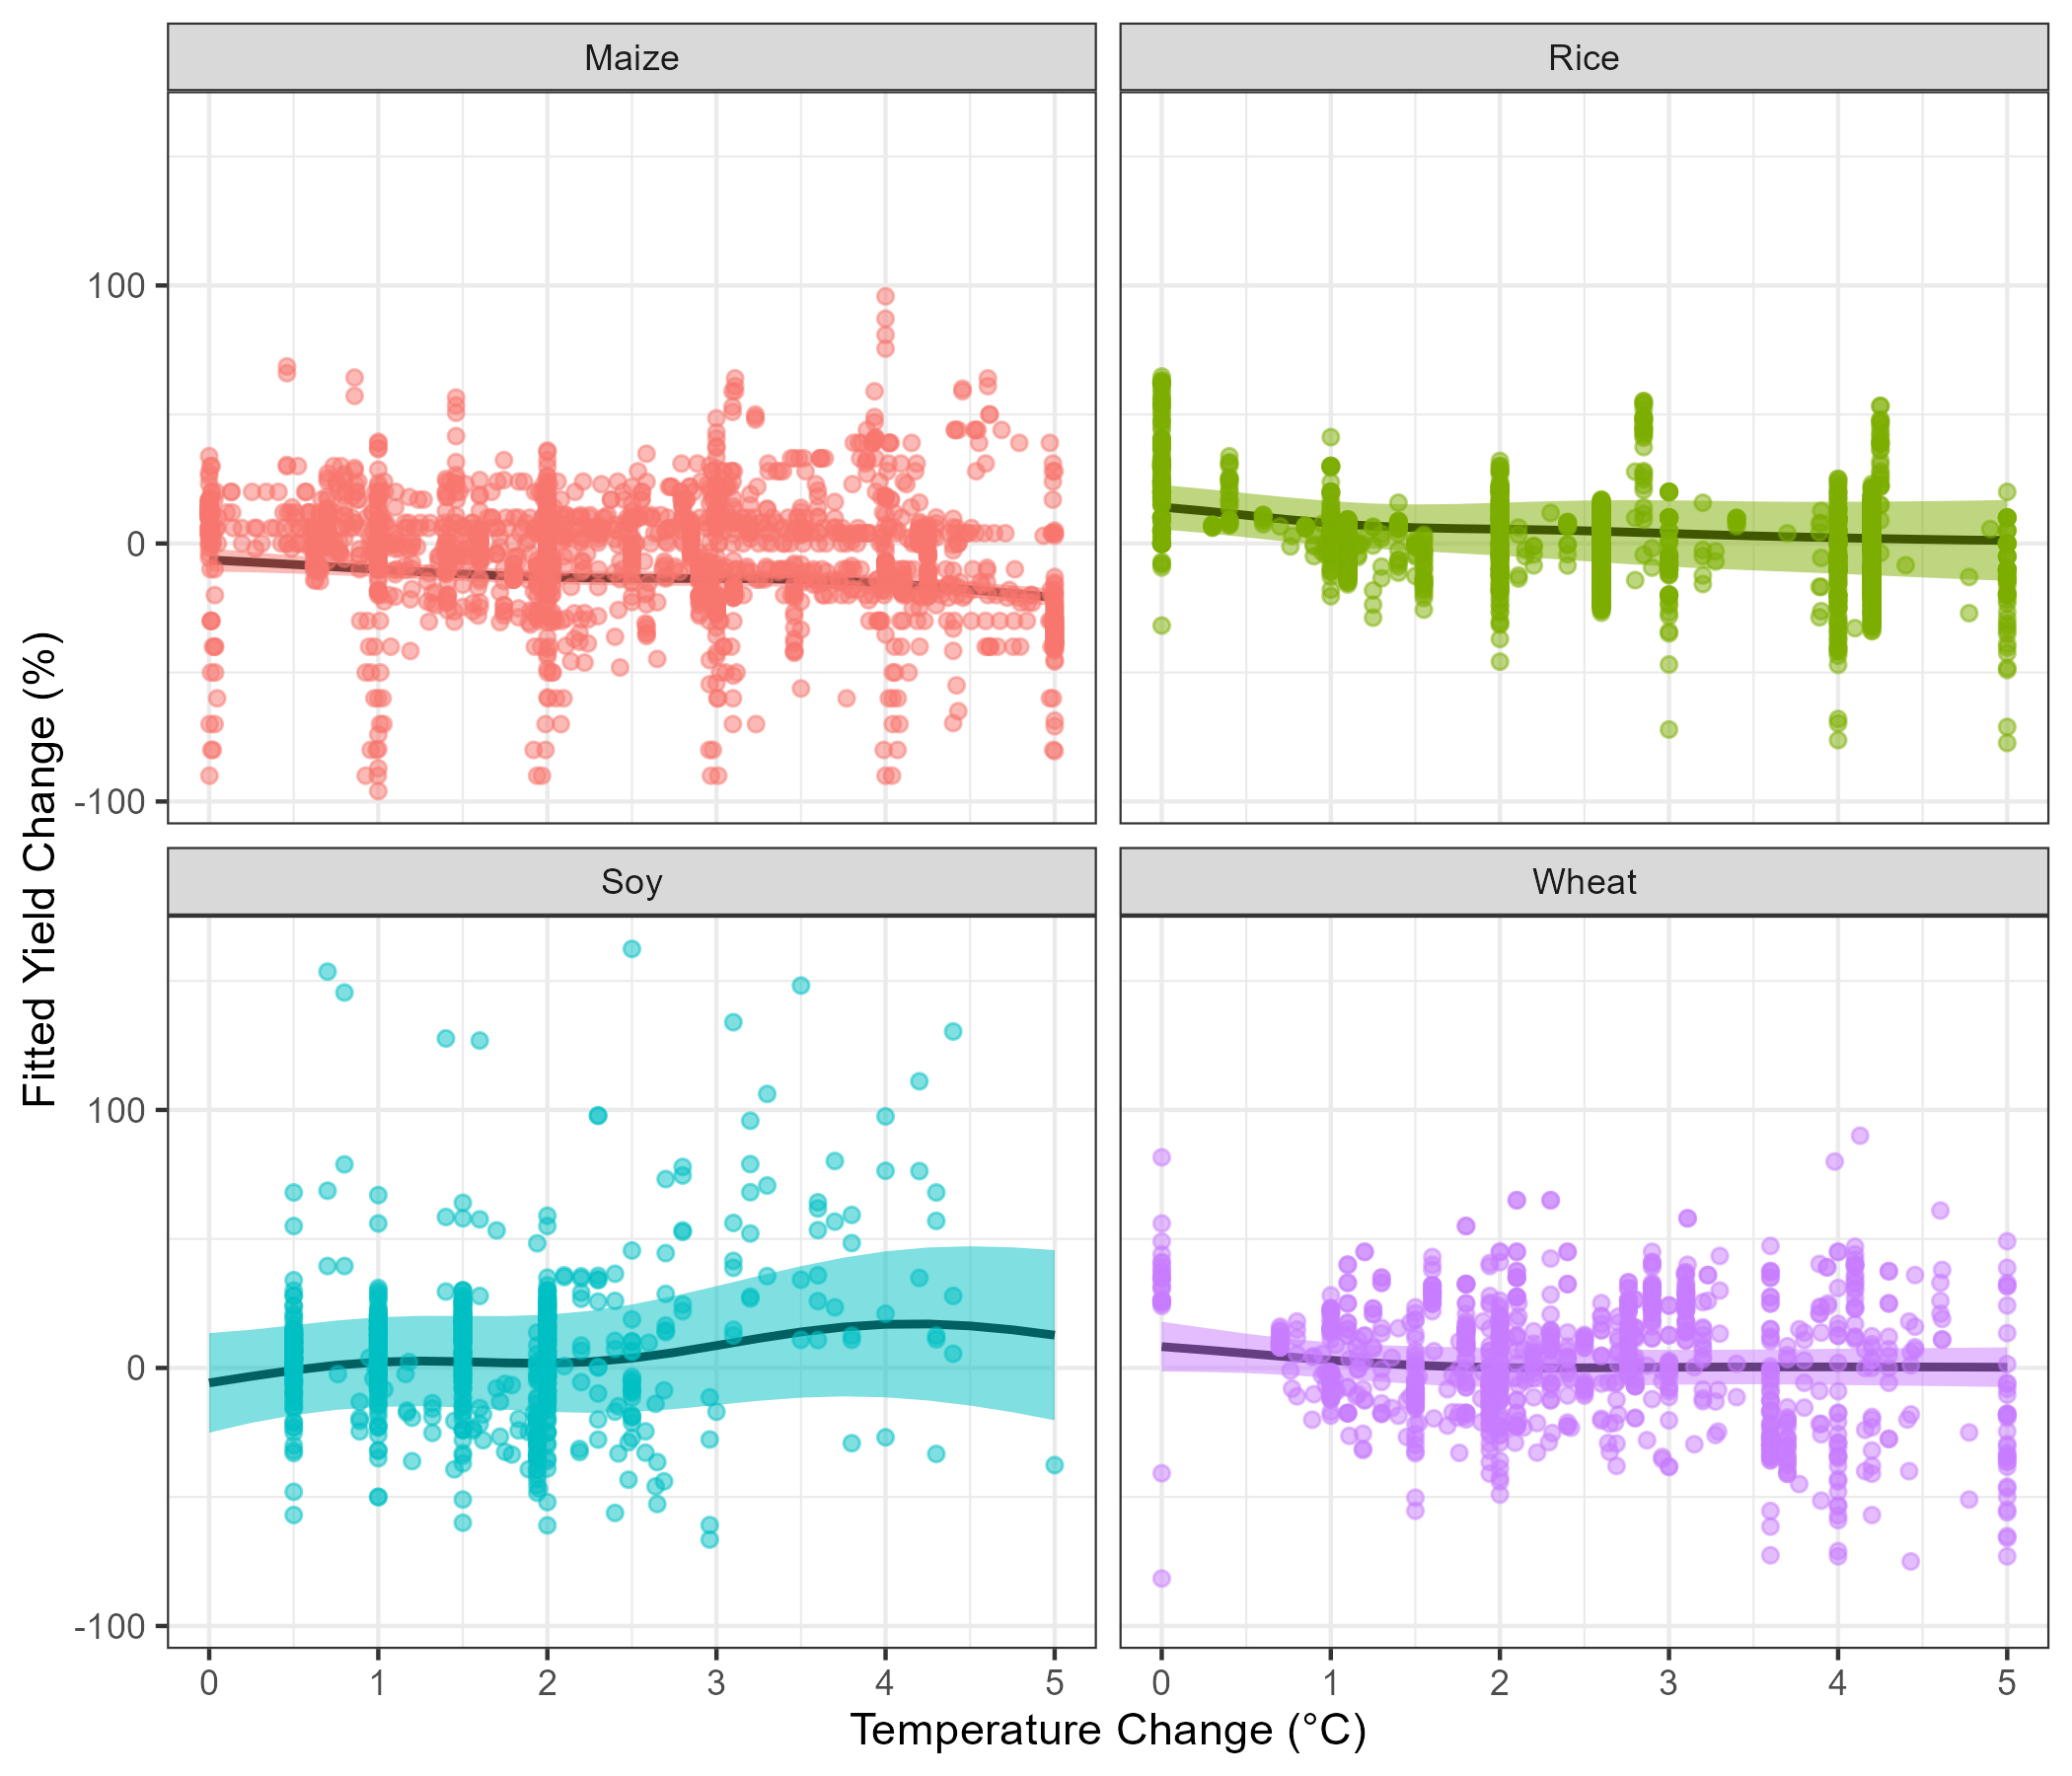 Maize
Rice
100
0
-100
Soy
Wheat
100
0
-100
0 1 2 3 4 5
0 1 2 3 4 5
Temperature Change (°C)
Fitted Yield Change (%)